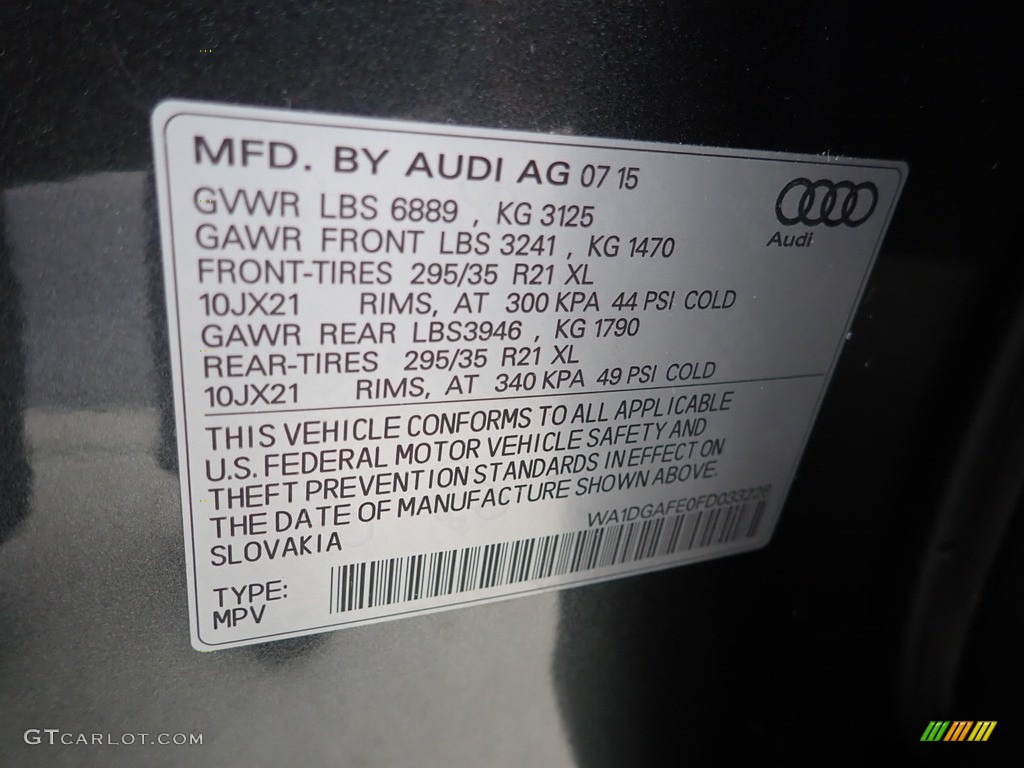 MFD. BY AUDI AG 07 15
GVWR LBS 6889 , KG 3125
GAWR FRONT LBS 3241 , KG 1470
FRONT-TIRES 295/35 R21 XL
10JX21 RIMS, AT 300 KPA 44 PSI COLD
GAWR REAR LBS3946 , KG 1790
REAR-TIRES 295/35 R21 XL
10JX21 RIMS, AT 340 KPA 49 PSI COLD
Audi
THIS VEHICLE CONFORMS TO ALL APPLICABLE
U.S. FEDERAL MOTOR VEHICLE SAFETY AND
THEFT PREVENTION STANDARDS IN EFFECT ON
THE DATE OF MANUFACTURE SHOWN ABOVE.
SLOVAKIA
TYPE:
MPV
GTCARLOT.COM